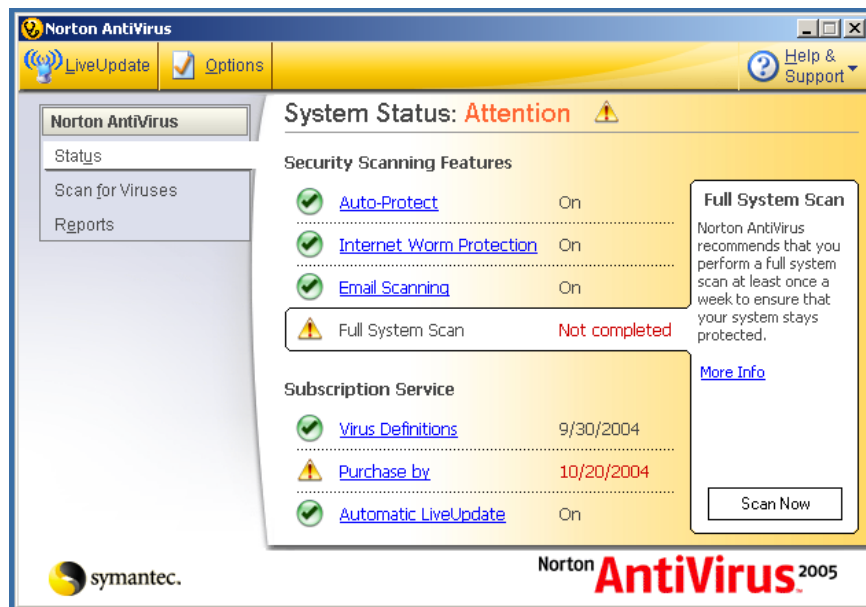 Norton AntiVirus
LiveUpdate
Options
Help &
Support
Norton AntiVirus
Status
Scan for Viruses
Reports
System Status: Attention
Security Scanning Features
Auto-Protect On
Internet Worm Protection On
Email Scanning On
Full System Scan Not completed
Subscription Service
Virus Definitions 9/30/2004
Purchase by 10/20/2004
Automatic LiveUpdate On
Full System Scan
Norton AntiVirus
recommends that you
perform a full system
scan at least once a
week to ensure that
your system stays
protected.
More Info
Scan Now
symantec.
Norton AntiVirus 2005